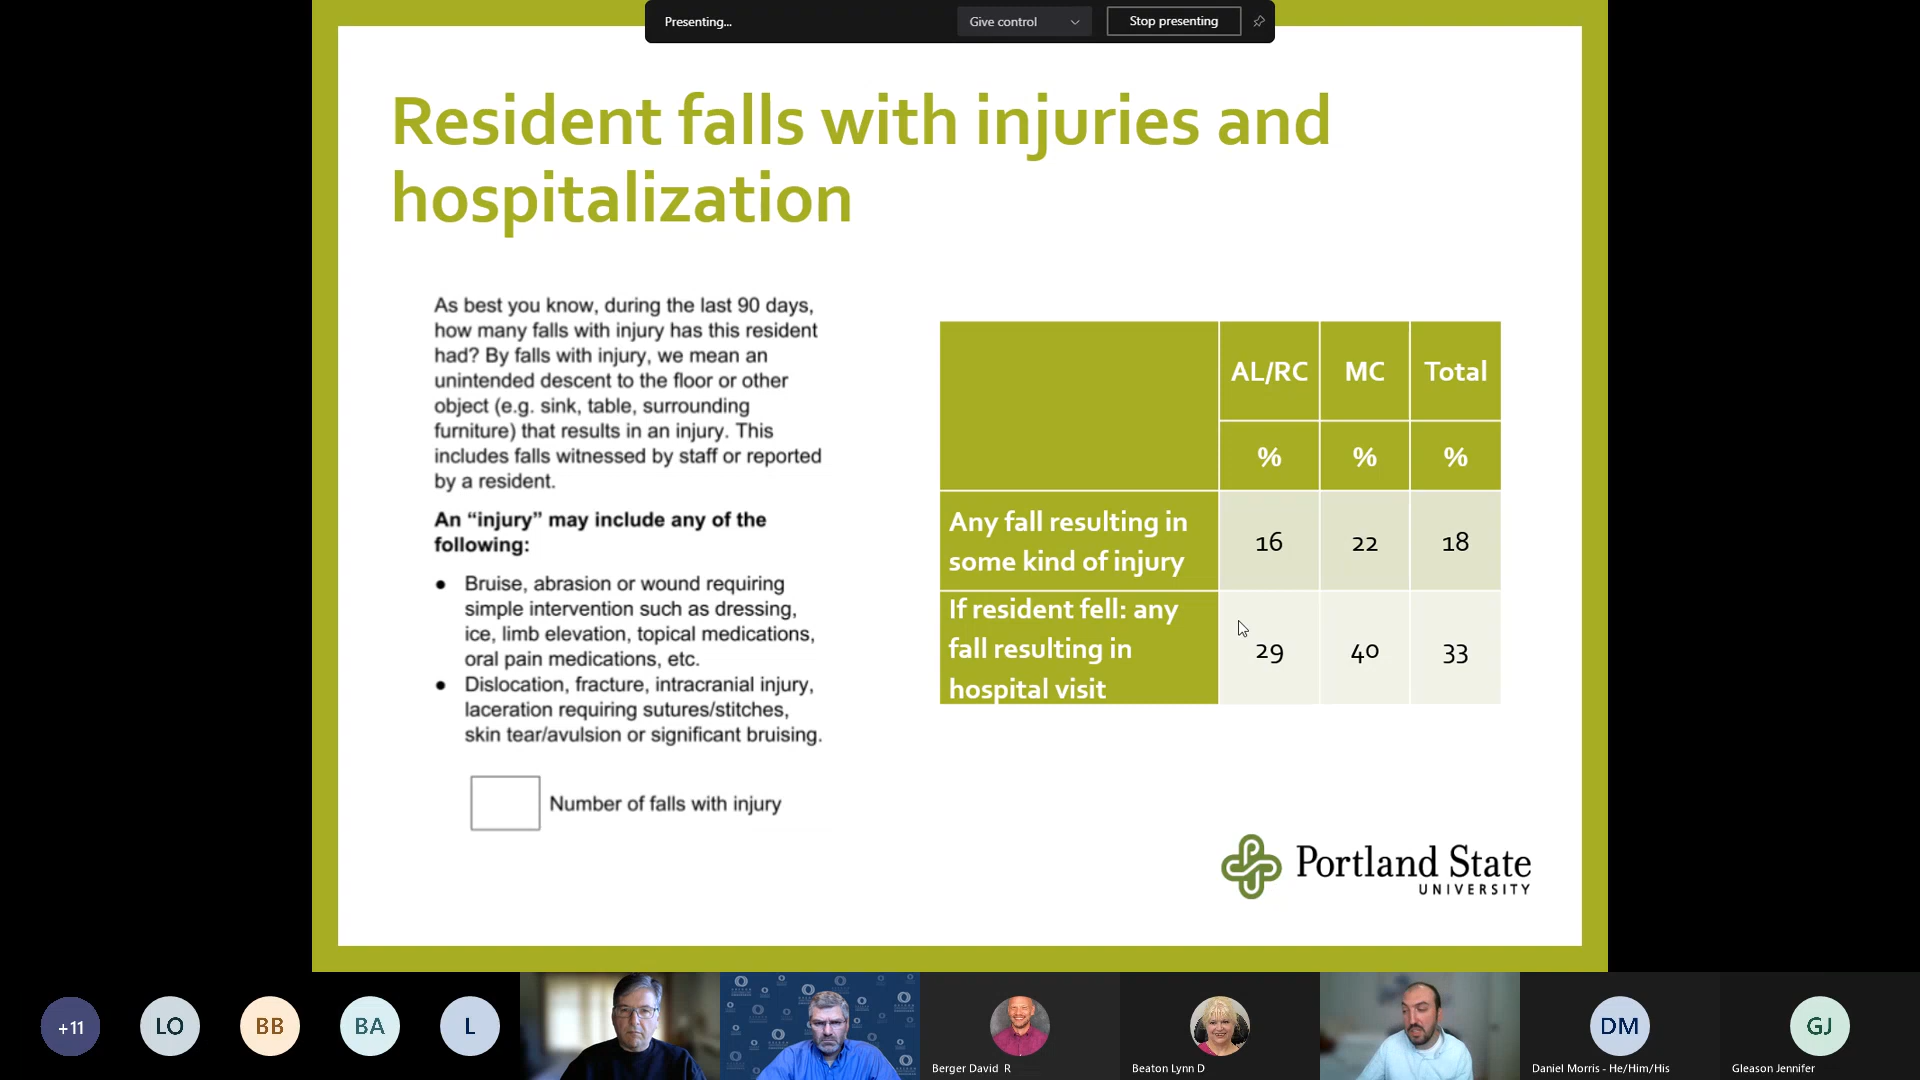 Presenting...
Give control
Stop presenting
Resident falls with injuries and
hospitalization
As best you know, during the last 90 days,
how many falls with injury has this resident
had? By falls with injury, we mean an
unintended descent to the floor or other
object (e.g. sink, table, surrounding
furniture) that results in an injury. This
includes falls witnessed by staff or reported
by a resident.
An “injury” may include any of the
following:
● Bruise, abrasion or wound requiring
simple intervention such as dressing,
ice, limb elevation, topical medications,
oral pain medications, etc.
● Dislocation, fracture, intracranial injury,
laceration requiring sutures/stitches,
skin tear/avulsion or significant bruising.
Number of falls with injury
AL/RC MC Total
% % %
Any fall resulting in
some kind of injury
16 22 18
If resident fell: any
fall resulting in
hospital visit
29 40 33
Portland State
UNIVERSITY
+11
LO
BB
BA
L
Berger David R
Beaton Lynn D
DM
Daniel Morris - He/Him/His
GJ
Gleason Jennifer